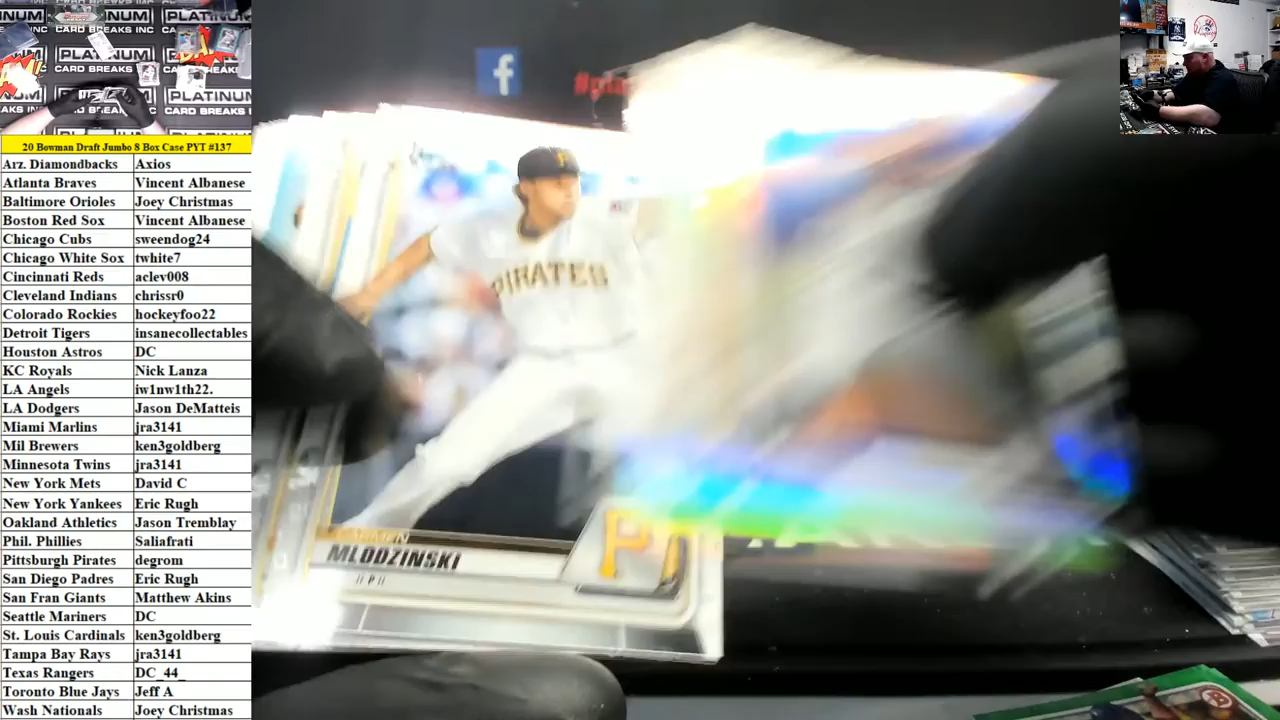 PLATINUM
CARD BREAKS INC
PLATINUM
CARD BREAKS INC
20 Bowman Draft Jumbo 8 Box Case PYT #137
Arz. Diamondbacks Axios
Atlanta Braves Vincent Albanese
Baltimore Orioles Joey Christmas
Boston Red Sox Vincent Albanese
Chicago Cubs sweendog24
Chicago White Sox twhite7
Cincinnati Reds aclev008
Cleveland Indians chrissr0
Colorado Rockies hockeyfoo22
Detroit Tigers insanecollectables
Houston Astros DC
KC Royals Nick Lanza
LA Angels iw1nw1th22.
LA Dodgers Jason DeMatteis
Miami Marlins jra3141
Mil Brewers ken3goldberg
Minnesota Twins jra3141
New York Mets David C
New York Yankees Eric Rugh
Oakland Athletics Jason Tremblay
Phil. Phillies Saliafrati
Pittsburgh Pirates degrom
San Diego Padres Eric Rugh
San Fran Giants Matthew Akins
Seattle Mariners DC
St. Louis Cardinals ken3goldberg
Tampa Bay Rays jra3141
Texas Rangers DC_44_
Toronto Blue Jays Jeff A
Wash Nationals Joey Christmas
f
P
PIRATES
MLODZINSKI
P